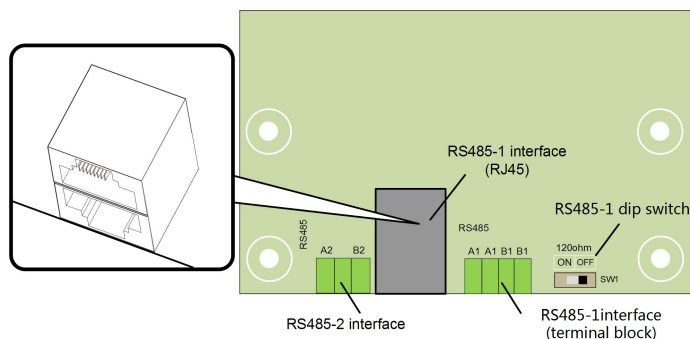 RS485-1 interface
(RJ45)
RS485-1 dip switch
RS485
RS485
120ohm
ON OFF
SW1
A2 B2
A1 A1 B1 B1
RS485-2 interface
RS485-1interface
(terminal block)